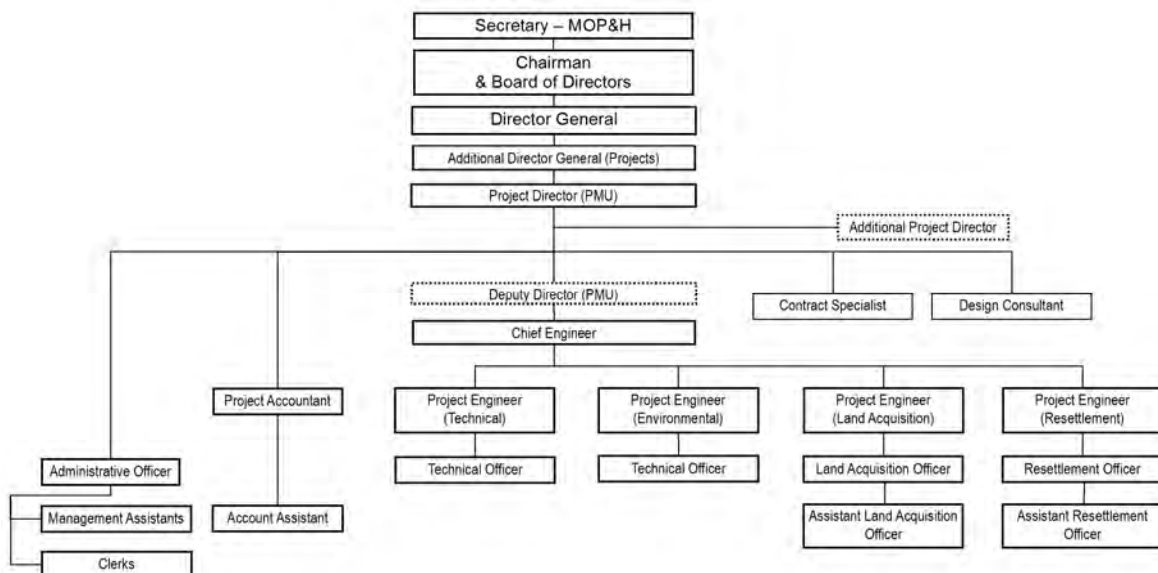 Secretary – MOP&H
Chairman
& Board of Directors
Director General
Additional Director General (Projects)
Project Director (PMU)
Additional Project Director
Deputy Director (PMU)
Contract Specialist
Design Consultant
Chief Engineer
Project Accountant
Project Engineer
(Technical)
Project Engineer
(Environmental)
Project Engineer
(Land Acquisition)
Project Engineer
(Resettlement)
Administrative Officer
Technical Officer
Technical Officer
Land Acquisition Officer
Resettlement Officer
Management Assistants
Account Assistant
Assistant Land Acquisition
Officer
Assistant Resettlement
Officer
Clerks